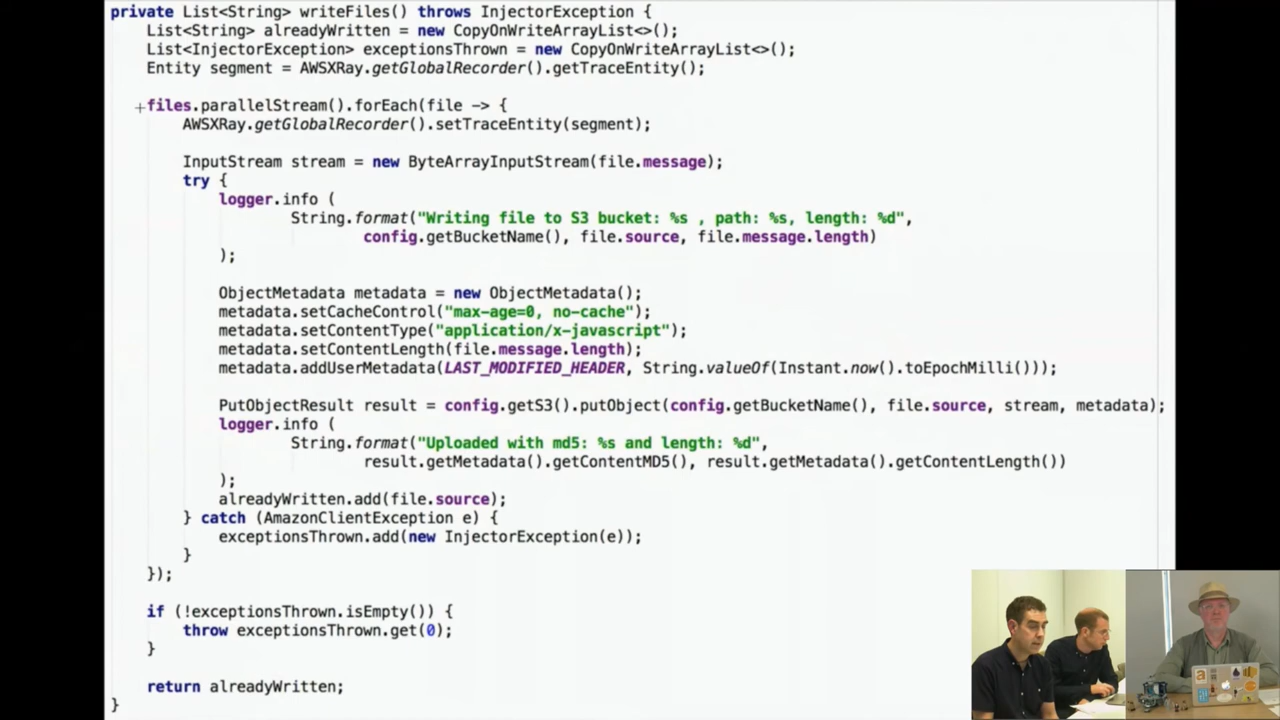 private List<String> writeFiles() throws InjectorException {
List<String> alreadyWritten = new CopyOnWriteArrayList<>();
List<InjectorException> exceptionsThrown = new CopyOnWriteArrayList<>();
Entity segment = AWSXRay.getGlobalRecorder().getTraceEntity();
files.parallelStream().forEach(file -> {
AWSXRay.getGlobalRecorder().setTraceEntity(segment);
InputStream stream = new ByteArrayInputStream(file.message);
try {
logger.info (
String.format("Writing file to S3 bucket: %s , path: %s, length: %d",
config.getBucketName(), file.source, file.message.length)
);
ObjectMetadata metadata = new ObjectMetadata();
metadata.setCacheControl("max-age=0, no-cache");
metadata.setContentType("application/x-javascript");
metadata.setContentLength(file.message.length);
metadata.addUserMetadata(LAST_MODIFIED_HEADER, String.valueOf(Instant.now().toEpochMilli()));
PutObjectResult result = config.getS3().putObject(config.getBucketName(), file.source, stream, metadata);
logger.info (
String.format("Uploaded with md5: %s and length: %d",
result.getMetadata().getContentMD5(), result.getMetadata().getContentLength())
);
alreadyWritten.add(file.source);
} catch (AmazonClientException e) {
exceptionsThrown.add(new InjectorException(e));
}
});
if (!exceptionsThrown.isEmpty()) {
throw exceptionsThrown.get(0);
}
return alreadyWritten;
}